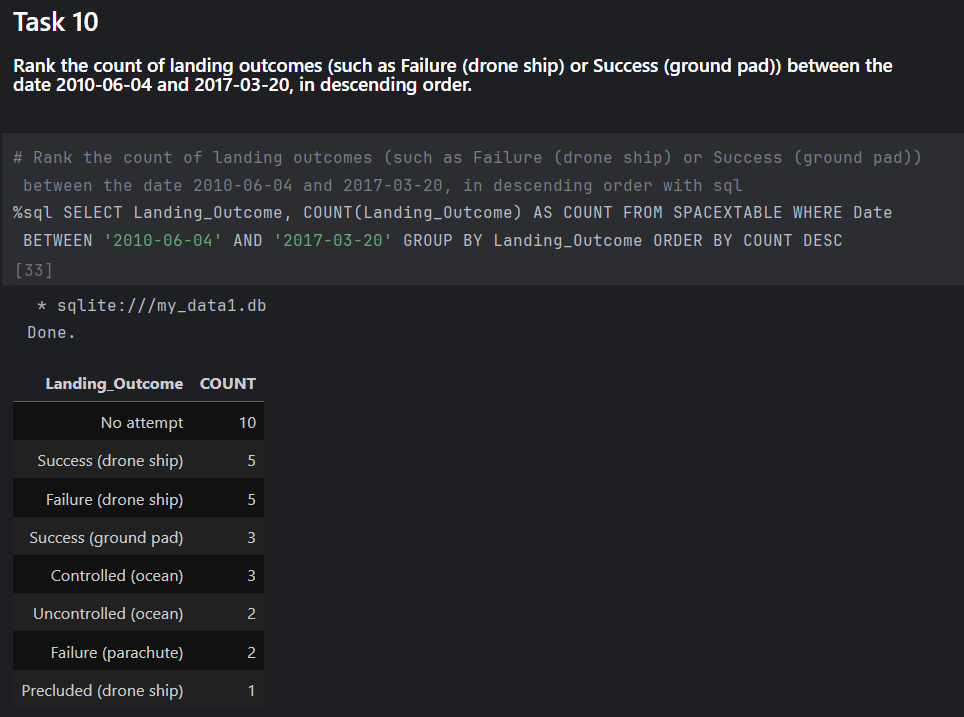 Task 10
Rank the count of landing outcomes (such as Failure (drone ship) or Success (ground pad)) between the
date 2010-06-04 and 2017-03-20, in descending order.
# Rank the count of landing outcomes (such as Failure (drone ship) or Success (ground pad))
between the date 2010-06-04 and 2017-03-20, in descending order with sql
%sql SELECT Landing_Outcome, COUNT(Landing_Outcome) AS COUNT FROM SPACEXTABLE WHERE Date
BETWEEN '2010-06-04' AND '2017-03-20' GROUP BY Landing_Outcome ORDER BY COUNT DESC
[33]
* sqlite:///my_data1.db
Done.
Landing_Outcome COUNT
No attempt 10
Success (drone ship) 5
Failure (drone ship) 5
Success (ground pad) 3
Controlled (ocean) 3
Uncontrolled (ocean) 2
Failure (parachute) 2
Precluded (drone ship) 1